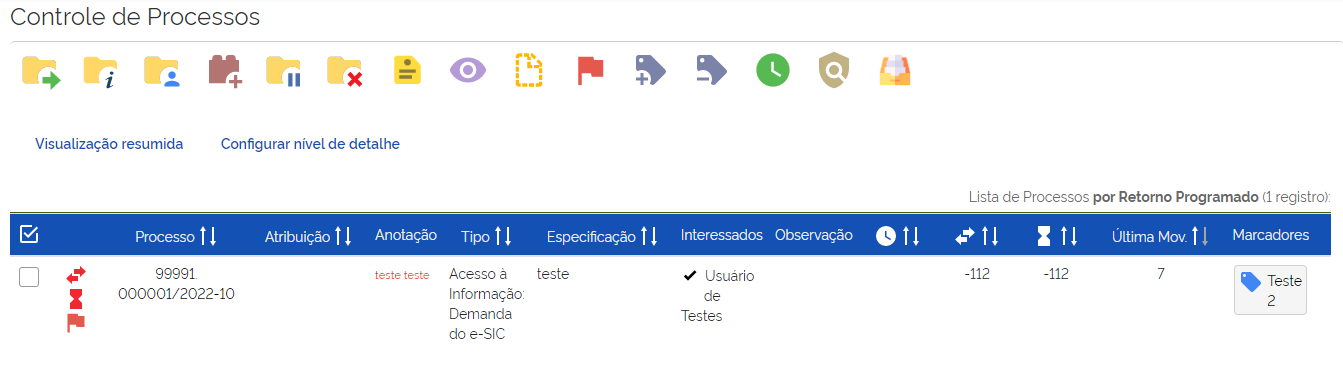 Controle de Processos
Visualização resumida Configurar nível de detalhe
Lista de Processos por Retorno Programado (1 registro):
Processo Atribuição Anotação Tipo Especificação Interessados Observação Última Mov. Marcadores
99991.
000001/2022-10
teste teste
Acesso à
Informação:
Demanda
do e-SIC
teste
Usuário
de
Testes
-112
-112
7
Teste
2